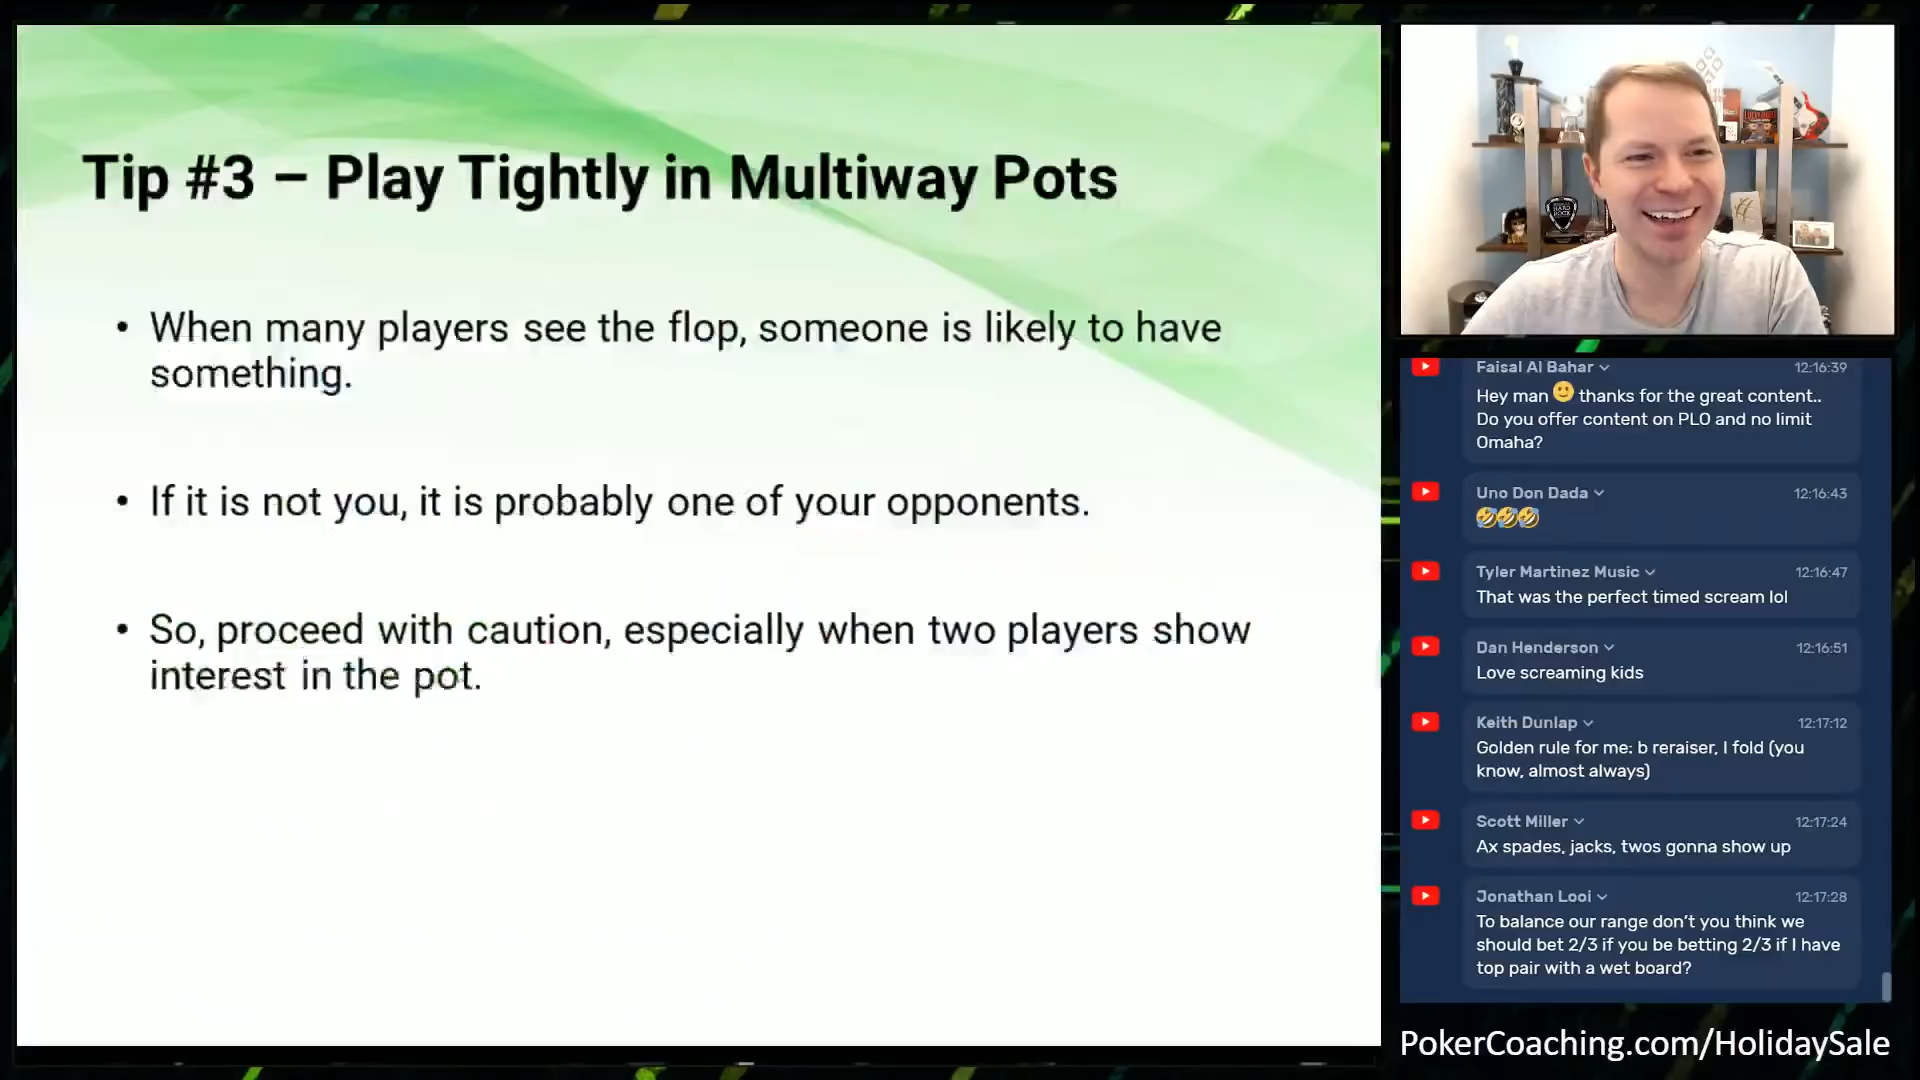 Tip #3 – Play Tightly in Multiway Pots
• When many players see the flop, someone is likely to have
something.
• If it is not you, it is probably one of your opponents.
• So, proceed with caution, especially when two players show
interest in the pot.
Faisal Al Bahar 12:16:39
Hey man 🙂 thanks for the great content..
Do you offer content on PLO and no limit
Omaha?
Uno Don Dada 12:16:43
🤣🤣🤣
Tyler Martinez Music 12:16:47
That was the perfect timed scream lol
Dan Henderson 12:16:51
Love screaming kids
Keith Dunlap 12:17:12
Golden rule for me: b reraiser, I fold (you
know, almost always)
Scott Miller 12:17:24
Ax spades, jacks, twos gonna show up
Jonathan Looi 12:17:28
To balance our range don’t you think we
should bet 2/3 if you be betting 2/3 if I have
top pair with a wet board?
PokerCoaching.com/HolidaySale